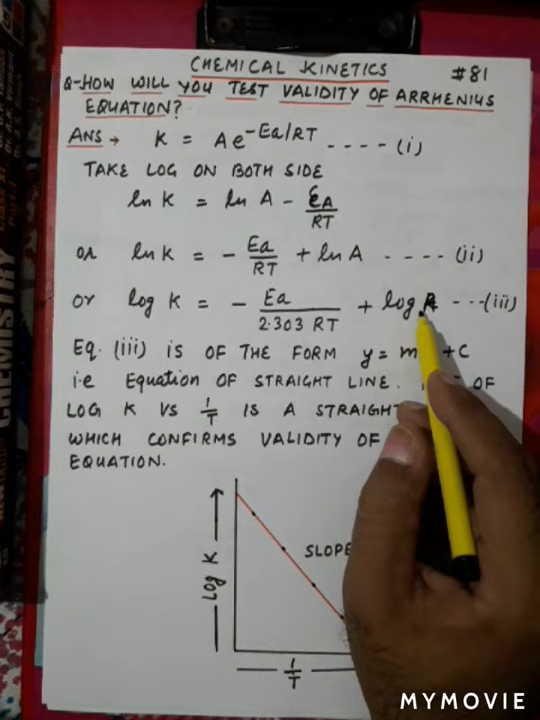 CHEMICAL KINETICS #81
Q-HOW WILL YOU TEST VALIDITY OF ARRHENIUS
EQUATION?
ANS → K = Ae^-Ea/RT ---- (i)
TAKE LOG ON BOTH SIDE
ln K = ln A - EA/RT
or ln K = - Ea/RT + ln A ---- (ii)
or log K = - Ea/2.303 RT + log A ---(iii)
Eq. (iii) IS OF THE FORM y = m +C
i.e EQUATION OF STRAIGHT LINE. OF
LOG K VS 1/T IS A STRAIGHT
WHICH CONFIRMS VALIDITY OF
EQUATION.
SLOPE
log K
1/T
CHEMISTRY
MYMOVIE